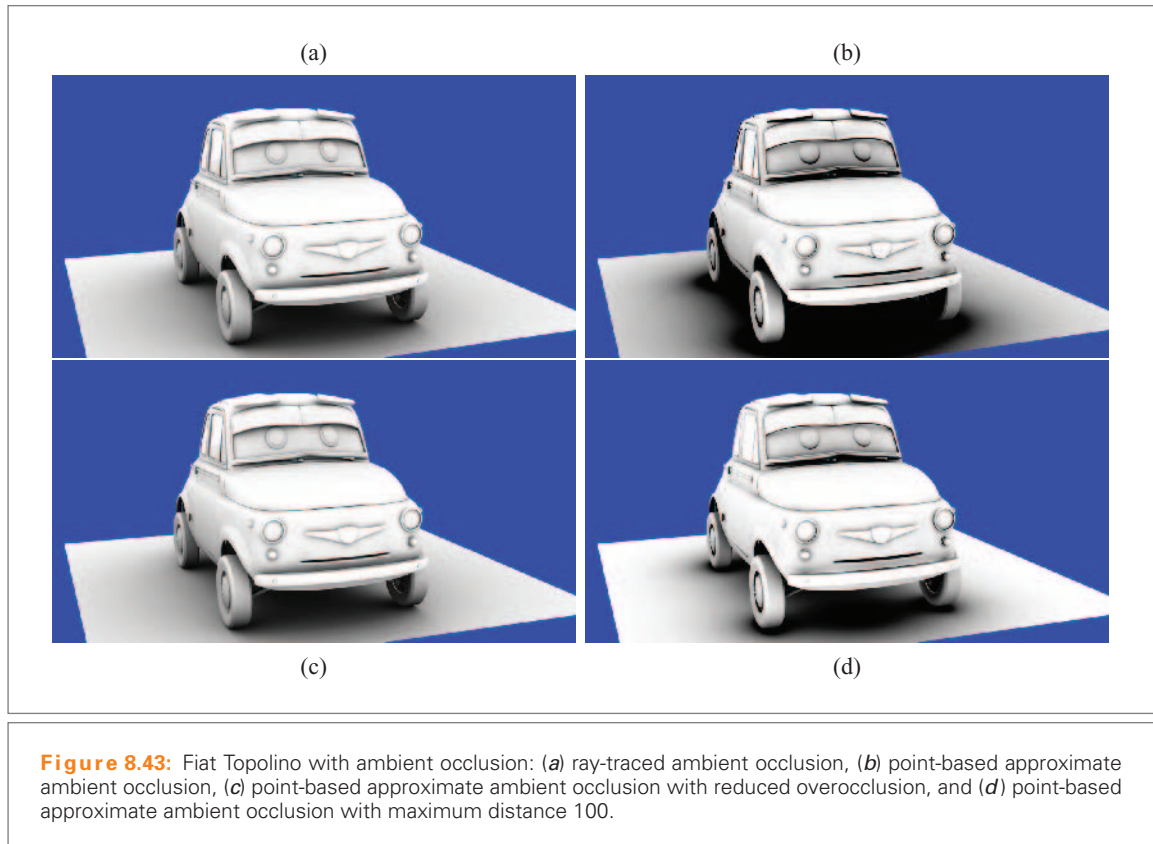 (a) (b)
(c) (d)
Figure 8.43: Fiat Topolino with ambient occlusion: (a) ray-traced ambient occlusion, (b) point-based approximate
ambient occlusion, (c) point-based approximate ambient occlusion with reduced overocclusion, and (d) point-based
approximate ambient occlusion with maximum distance 100.